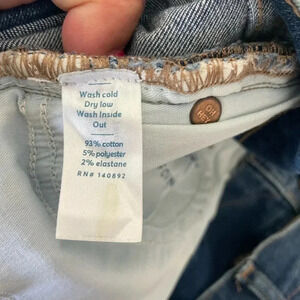 Wash cold
Dry low
Wash Inside
Out
93% cotton
5% polyester
2% elastane
RN# 140892